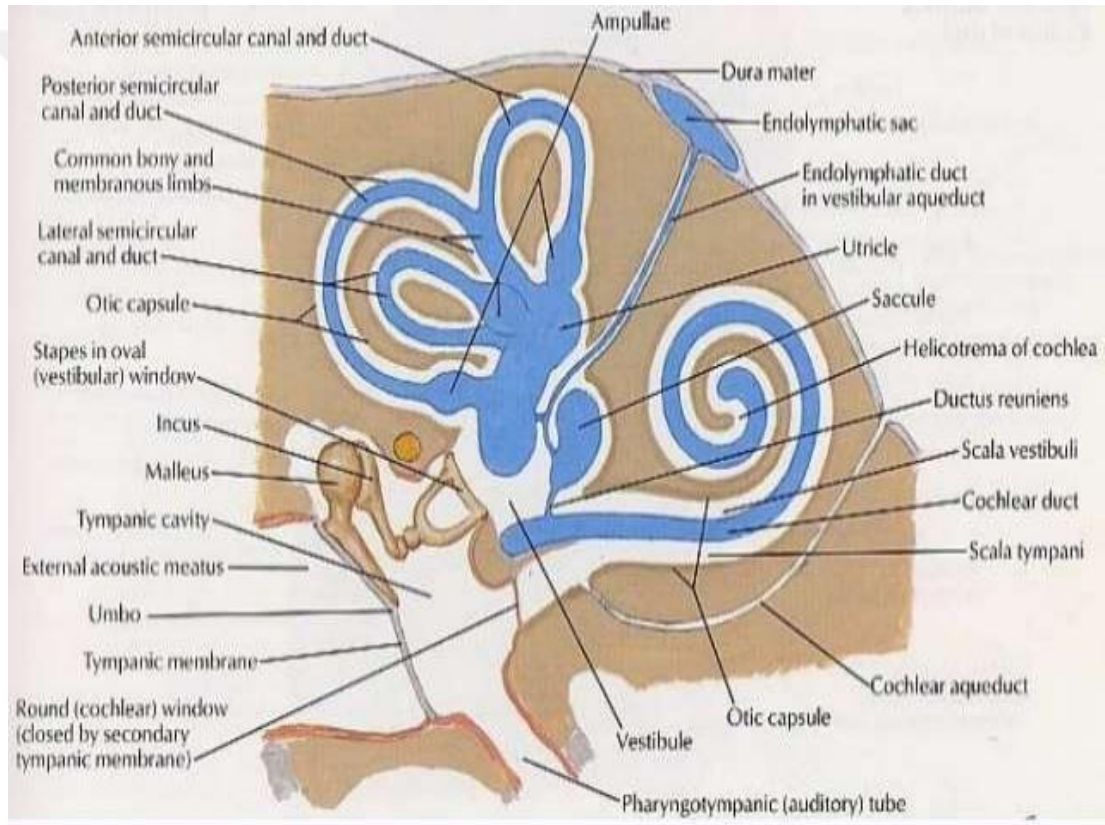 Ampullae
Anterior semicircular canal and duct
Dura mater
Posterior semicircular
canal and duct
Endolymphatic sac
Common bony and
membranous limbs
Endolymphatic duct
in vestibular aqueduct
Lateral semicircular
canal and duct
Utricle
Otic capsule
Saccule
Stapes in oval
(vestibular) window
Helicotrema of cochlea
Ductus reuniens
Incus
Scala vestibuli
Malleus
Cochlear duct
Tympanic cavity
Scala tympani
External acoustic meatus
Umbo
Tympanic membrane
Cochlear aqueduct
Round (cochlear) window
(closed by secondary
tympanic membrane)
Otic capsule
Vestibule
Pharyngotympanic (auditory) tube